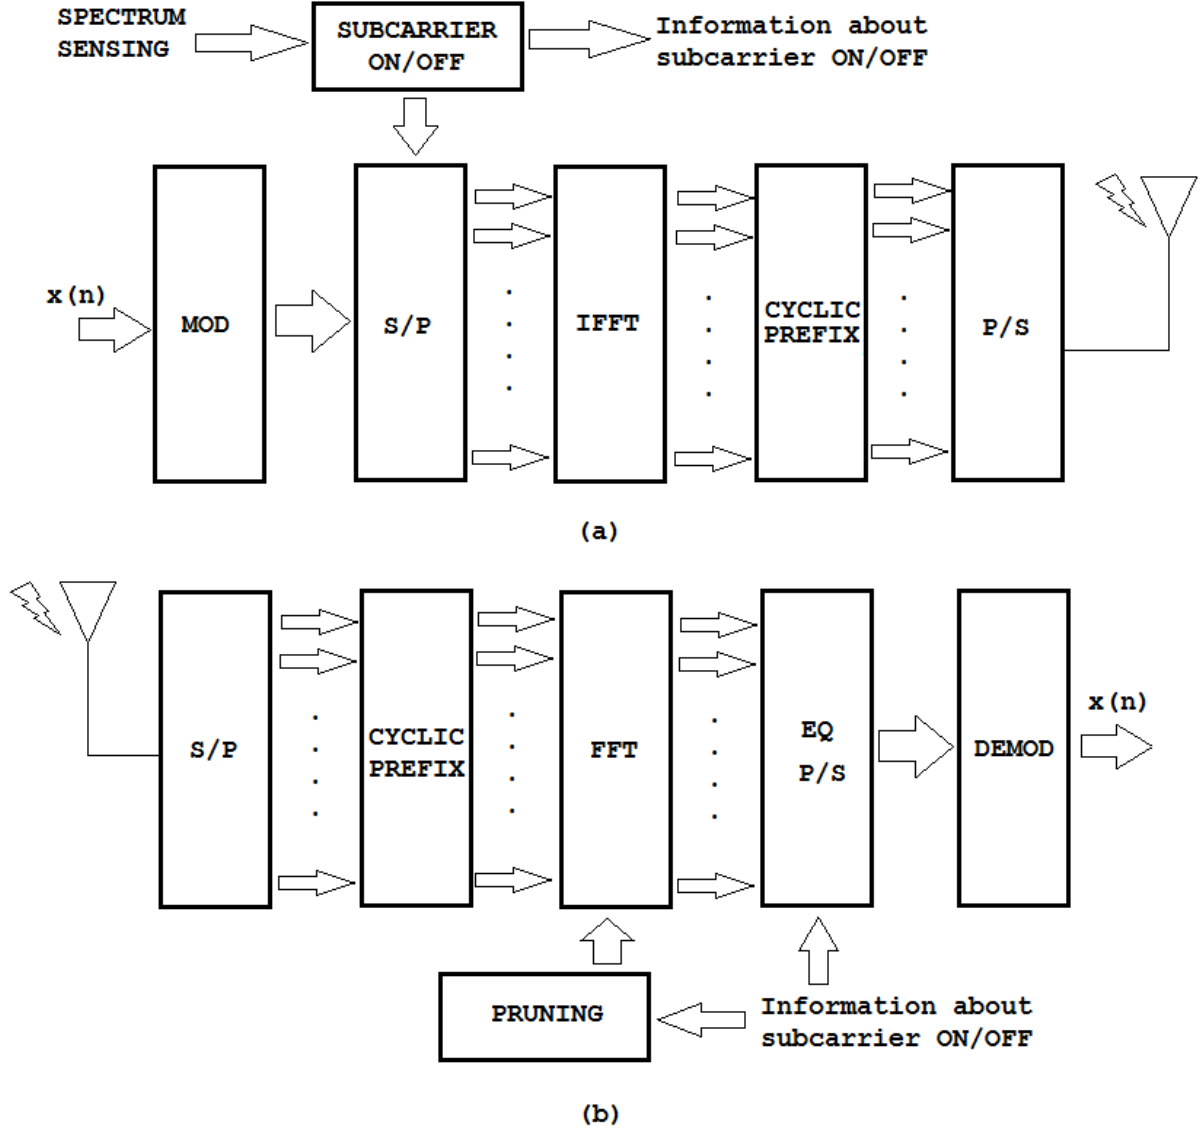 SPECTRUM
SENSING
SUBCARRIER
ON/OFF
Information about
subcarrier ON/OFF
x(n)
MOD
S/P
IFFT
CYCLIC
PREFIX
P/S
(a)
S/P
CYCLIC
PREFIX
FFT
EQ
P/S
DEMOD
x(n)
PRUNING
Information about
subcarrier ON/OFF
(b)